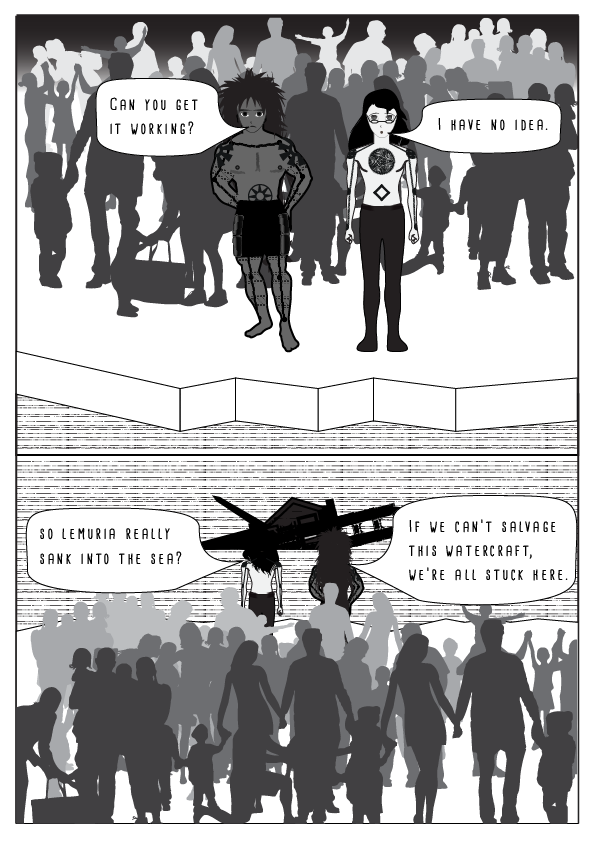 CAN YOU GET
IT WORKING?
I HAVE NO IDEA.
SO LEMURIA REALLY
SANK INTO THE SEA?
IF WE CAN'T SALVAGE
THIS WATERCRAFT,
WE'RE ALL STUCK HERE.